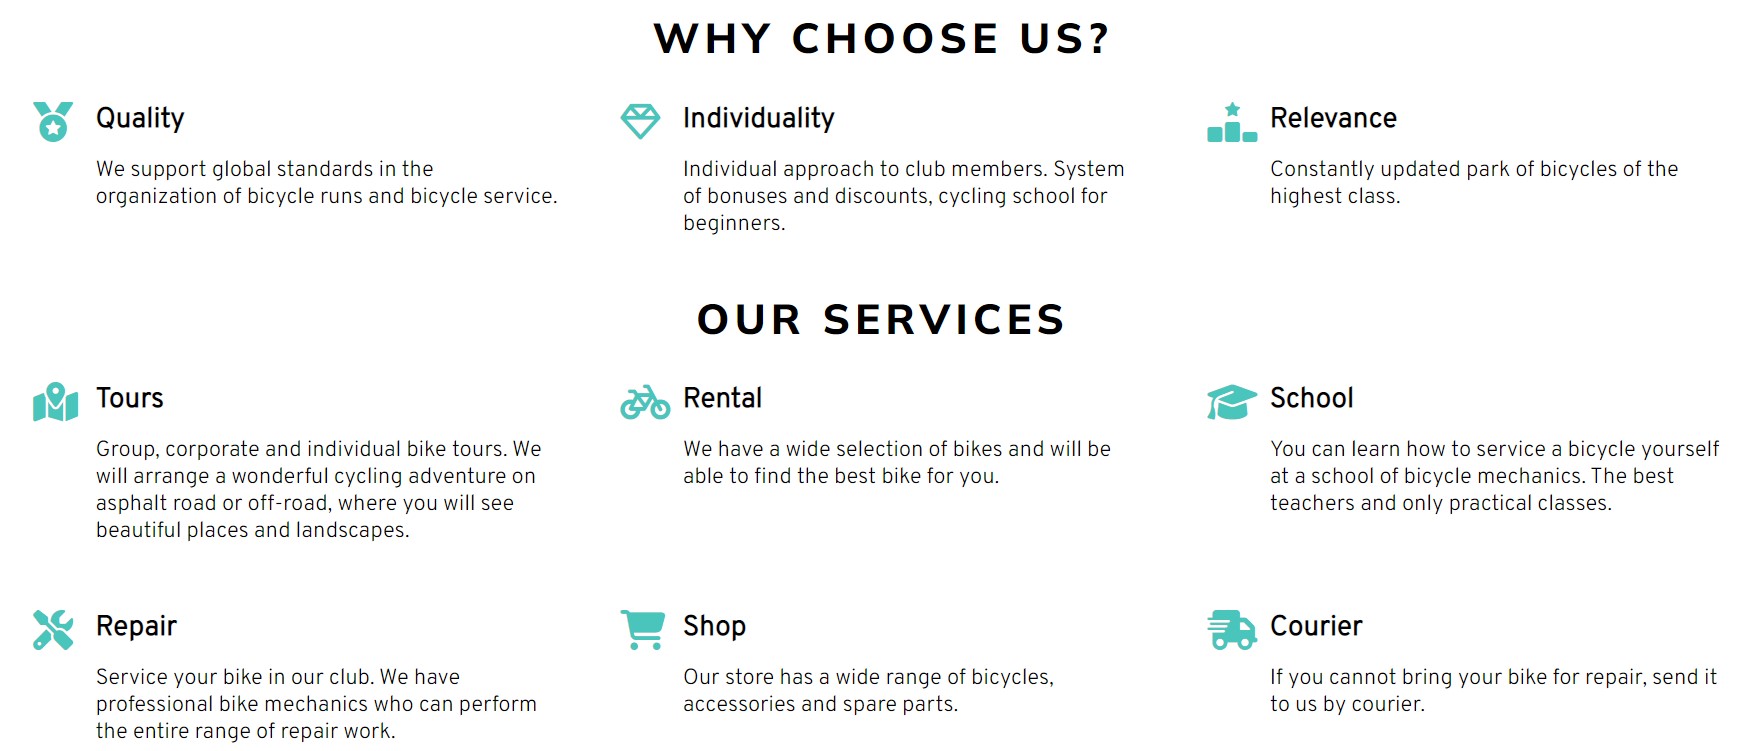 WHY CHOOSE US?
Quality
We support global standards in the
organization of bicycle runs and bicycle service.
Individuality
Individual approach to club members. System
of bonuses and discounts, cycling school for
beginners.
Relevance
Constantly updated park of bicycles of the
highest class.
OUR SERVICES
Tours
Group, corporate and individual bike tours. We
will arrange a wonderful cycling adventure on
asphalt road or off-road, where you will see
beautiful places and landscapes.
Rental
We have a wide selection of bikes and will be
able to find the best bike for you.
School
You can learn how to service a bicycle yourself
at a school of bicycle mechanics. The best
teachers and only practical classes.
Repair
Service your bike in our club. We have
professional bike mechanics who can perform
the entire range of repair work.
Shop
Our store has a wide range of bicycles,
accessories and spare parts.
Courier
If you cannot bring your bike for repair, send it
to us by courier.